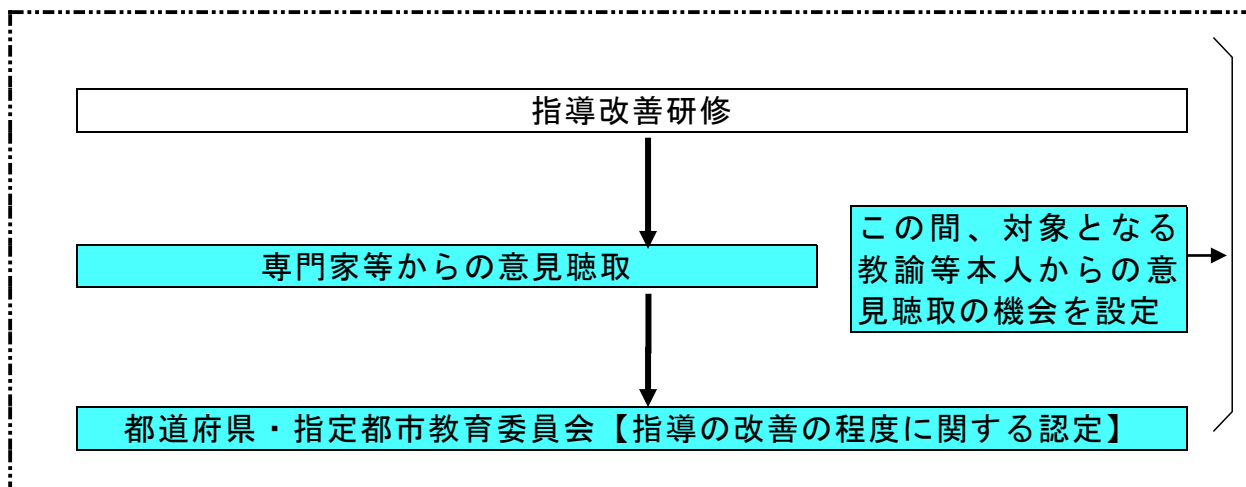 指導改善研修
専門家等からの意見聴取
この間、対象となる
教諭等本人からの意
見聴取の機会を設定
都道府県・指定都市教育委員会【指導の改善の程度に関する認定】